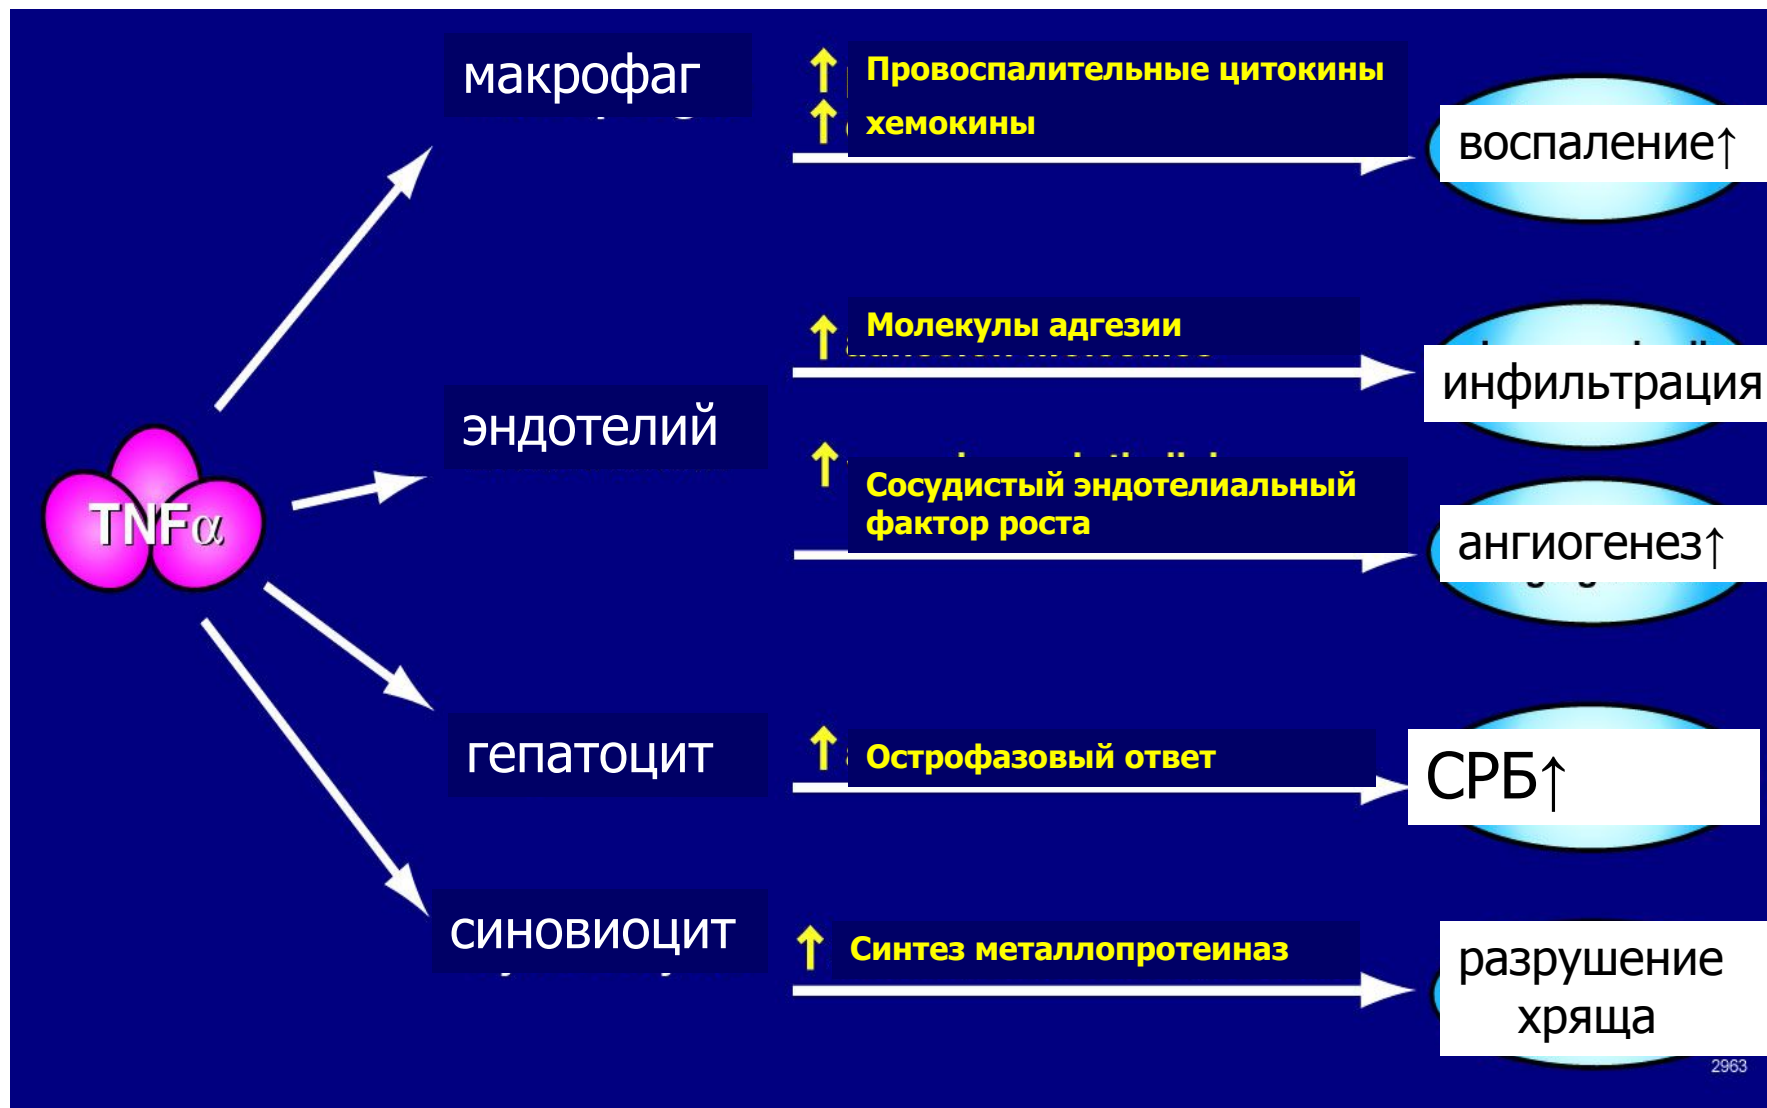 макрофаг
Провоспалительные цитокины
хемокины
воспаление↑
Молекулы адгезии
инфильтрация
эндотелий
Сосудистый эндотелиальный
фактор роста
ангиогенез↑
TNFα
гепатоцит
Острофазовый ответ
СРБ↑
синовиоцит
Синтез металлопротеиназ
разрушение
хряща
2963